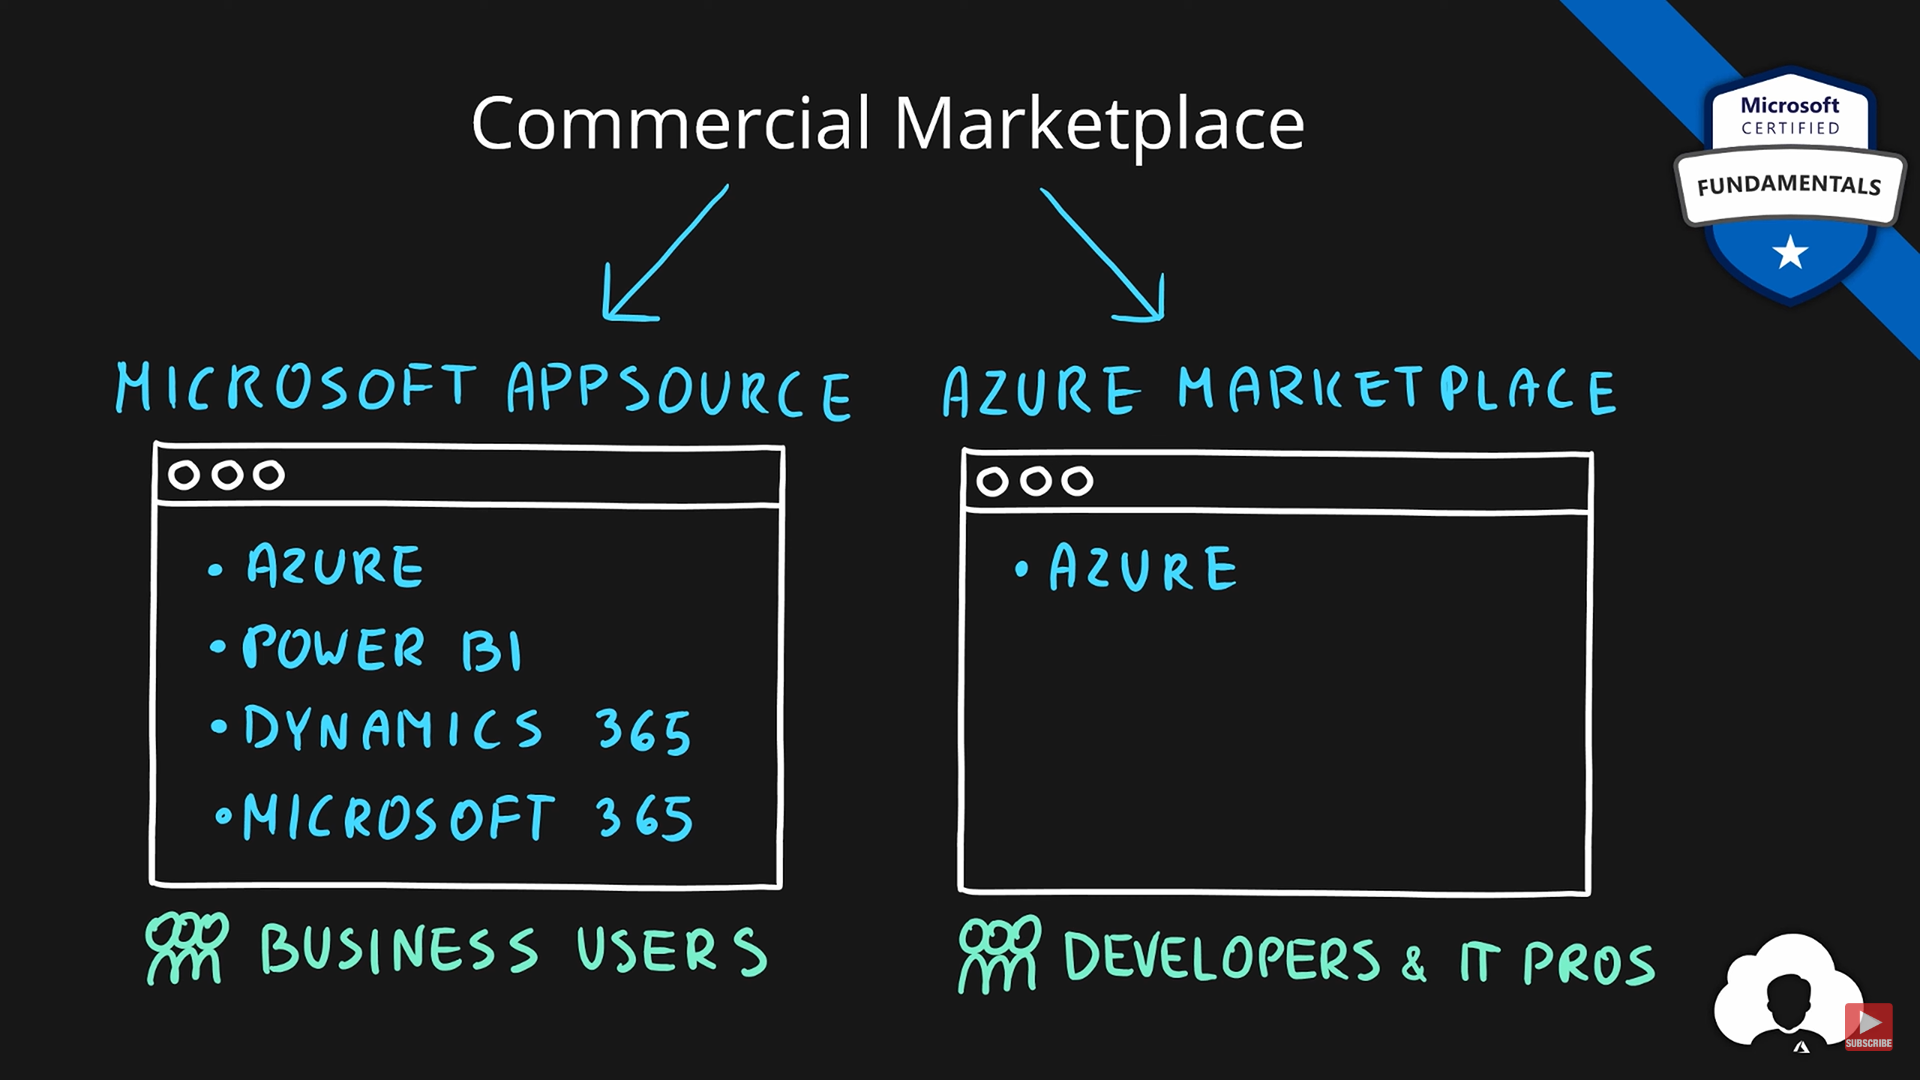 Commercial Marketplace
Microsoft
CERTIFIED
FUNDAMENTALS
MICROSOFT APPSOURCE
AZURE MARKETPLACE
• AZURE
• POWER BI
• DYNAMICS 365
• MICROSOFT 365
• AZURE
BUSINESS USERS
DEVELOPERS & IT PROS
SUBSCRIBE